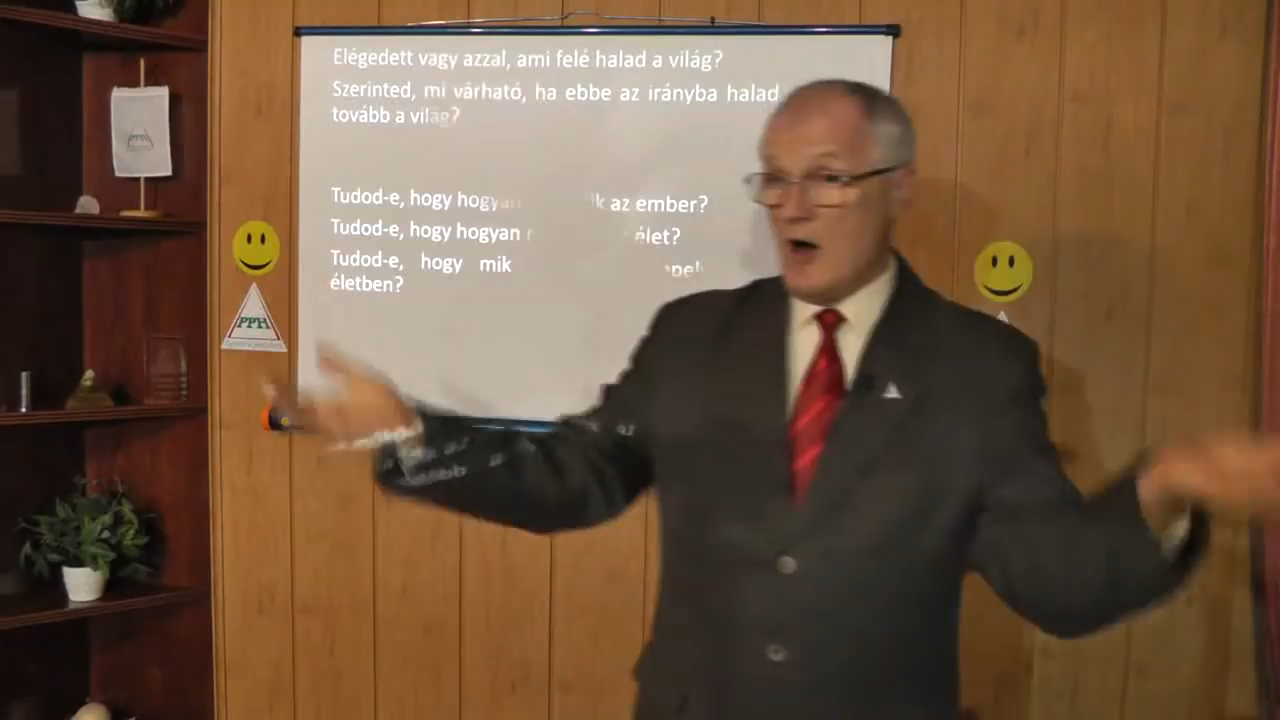 Elégedett vagy azzal, ami felé halad a világ?
Szerinted, mi várható, ha ebbe az irányba halad
tovább a világ?
Tudod-e, hogy hogyan az ember?
Tudod-e, hogy hogyan élet?
Tudod-e, hogy mik
életben?
PPH